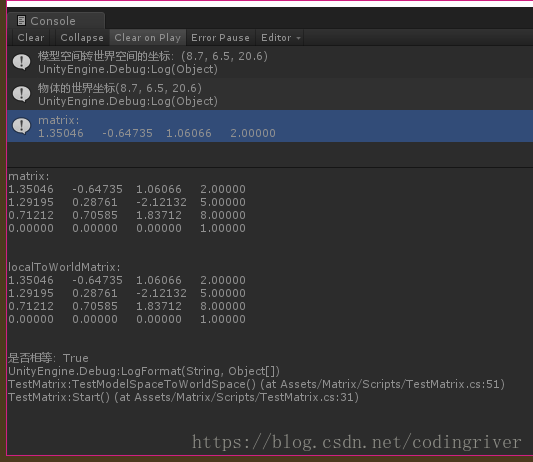 Console
Clear Collapse Clear on Play Error Pause Editor
模型空间转世界空间的坐标: (8.7, 6.5, 20.6)
UnityEngine.Debug:Log(Object)
物体的世界坐标(8.7, 6.5, 20.6)
UnityEngine.Debug:Log(Object)
matrix:
1.35046 -0.64735 1.06066 2.00000
matrix:
1.35046 -0.64735 1.06066 2.00000
1.29195 0.28761 -2.12132 5.00000
0.71212 0.70585 1.83712 8.00000
0.00000 0.00000 0.00000 1.00000
localToWorldMatrix:
1.35046 -0.64735 1.06066 2.00000
1.29195 0.28761 -2.12132 5.00000
0.71212 0.70585 1.83712 8.00000
0.00000 0.00000 0.00000 1.00000
是否相等: True
UnityEngine.Debug:LogFormat(String, Object[])
TestMatrix:TestModelSpaceToWorldSpace() (at Assets/Matrix/Scripts/TestMatrix.cs:51)
TestMatrix:Start() (at Assets/Matrix/Scripts/TestMatrix.cs:31)
https://blog.csdn.net/codingriver